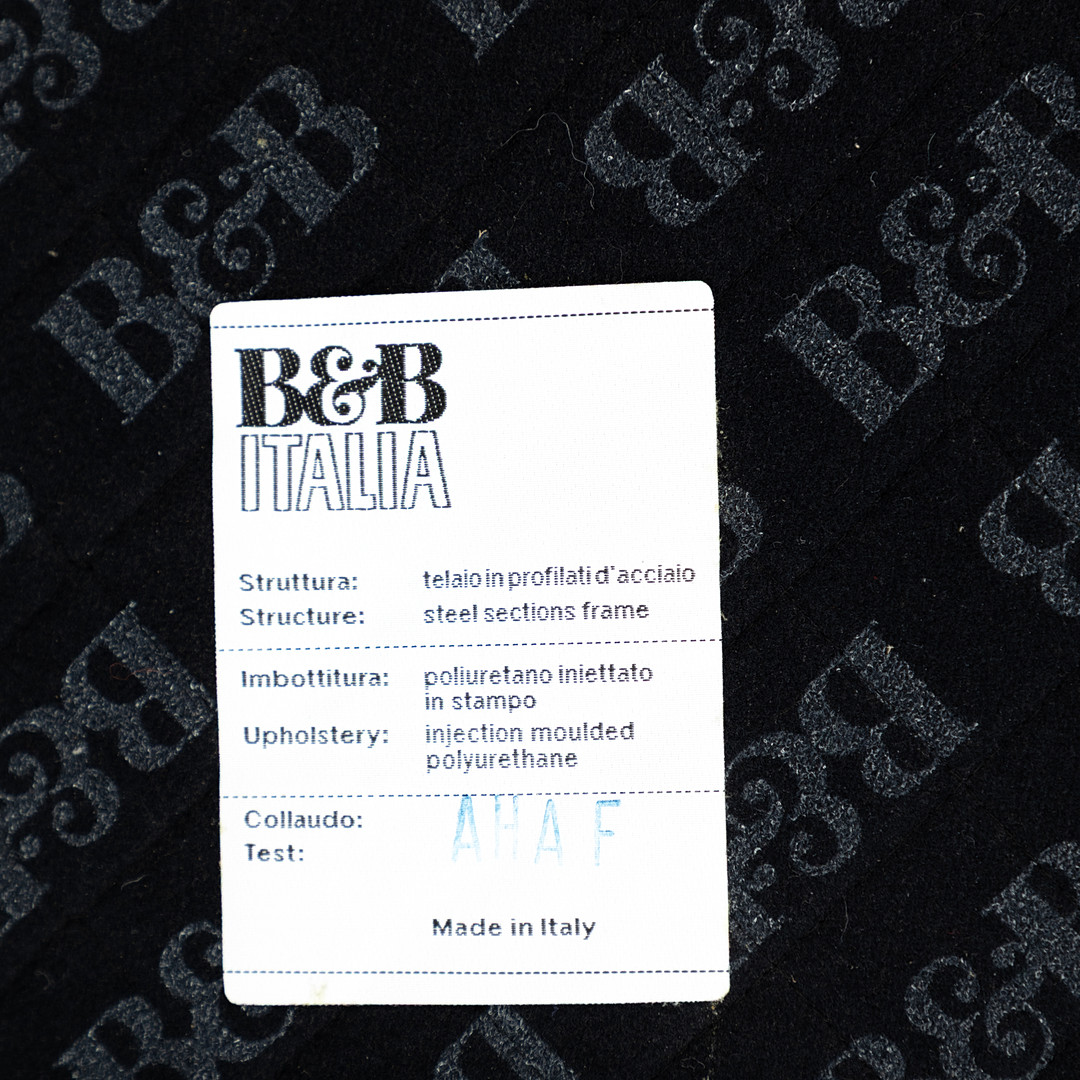 B&B
ITALIA
Struttura: telaio in profilati d'acciaio
Structure: steel sections frame
Imbottitura: poliuretano iniettato
in stampo
Upholstery: injection moulded
polyurethane
Collaudo: AHA F
Test:
Made in Italy
B&B
B&B
B&B
B&B
B&B
B&B
B&B